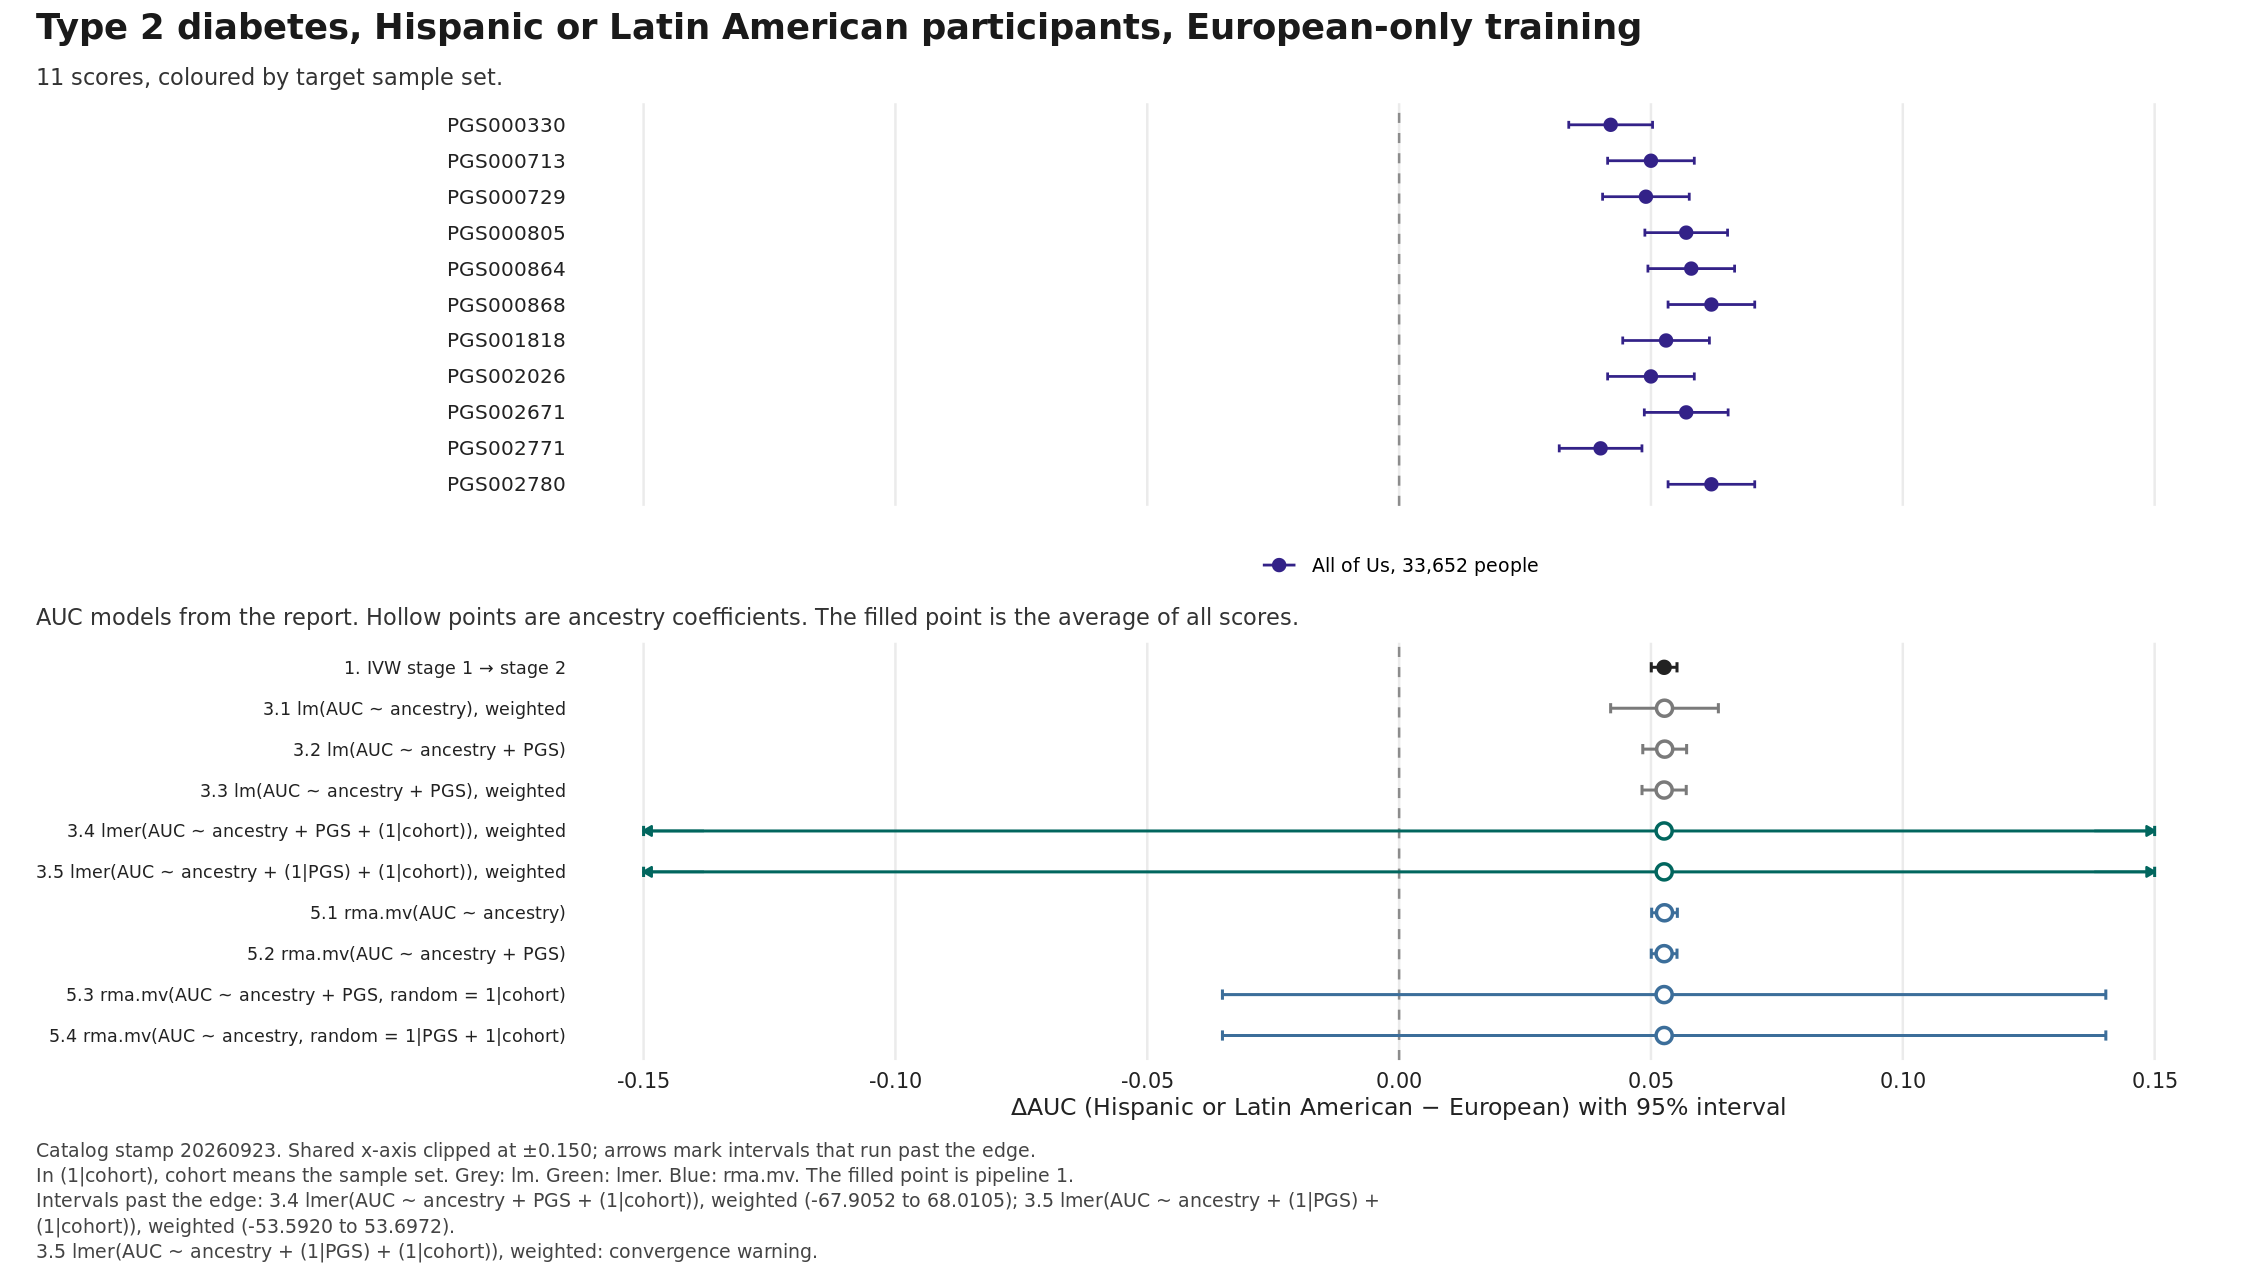 Type 2 diabetes, Hispanic or Latin American participants, European-only training
11 scores, coloured by target sample set.
PGS000330
PGS000713
PGS000729
PGS000805
PGS000864
PGS000868
PGS001818
PGS002026
PGS002671
PGS002771
PGS002780
All of Us, 33,652 people
AUC models from the report. Hollow points are ancestry coefficients. The filled point is the average of all scores.
1. IVW stage 1 → stage 2
3.1 lm(AUC ~ ancestry), weighted
3.2 lm(AUC ~ ancestry + PGS)
3.3 lm(AUC ~ ancestry + PGS), weighted
3.4 lmer(AUC ~ ancestry + PGS + (1|cohort)), weighted
3.5 lmer(AUC ~ ancestry + (1|PGS) + (1|cohort)), weighted
5.1 rma.mv(AUC ~ ancestry)
5.2 rma.mv(AUC ~ ancestry + PGS)
5.3 rma.mv(AUC ~ ancestry + PGS, random = 1|cohort)
5.4 rma.mv(AUC ~ ancestry, random = 1|PGS + 1|cohort)
-0.15 -0.10 -0.05 0.00 0.05 0.10 0.15
ΔAUC (Hispanic or Latin American − European) with 95% interval
Catalog stamp 20260923. Shared x-axis clipped at ±0.150; arrows mark intervals that run past the edge.
In (1|cohort), cohort means the sample set. Grey: lm. Green: lmer. Blue: rma.mv. The filled point is pipeline 1.
Intervals past the edge: 3.4 lmer(AUC ~ ancestry + PGS + (1|cohort)), weighted (-67.9052 to 68.0105); 3.5 lmer(AUC ~ ancestry + (1|PGS) +
(1|cohort)), weighted (-53.5920 to 53.6972).
3.5 lmer(AUC ~ ancestry + (1|PGS) + (1|cohort)), weighted: convergence warning.